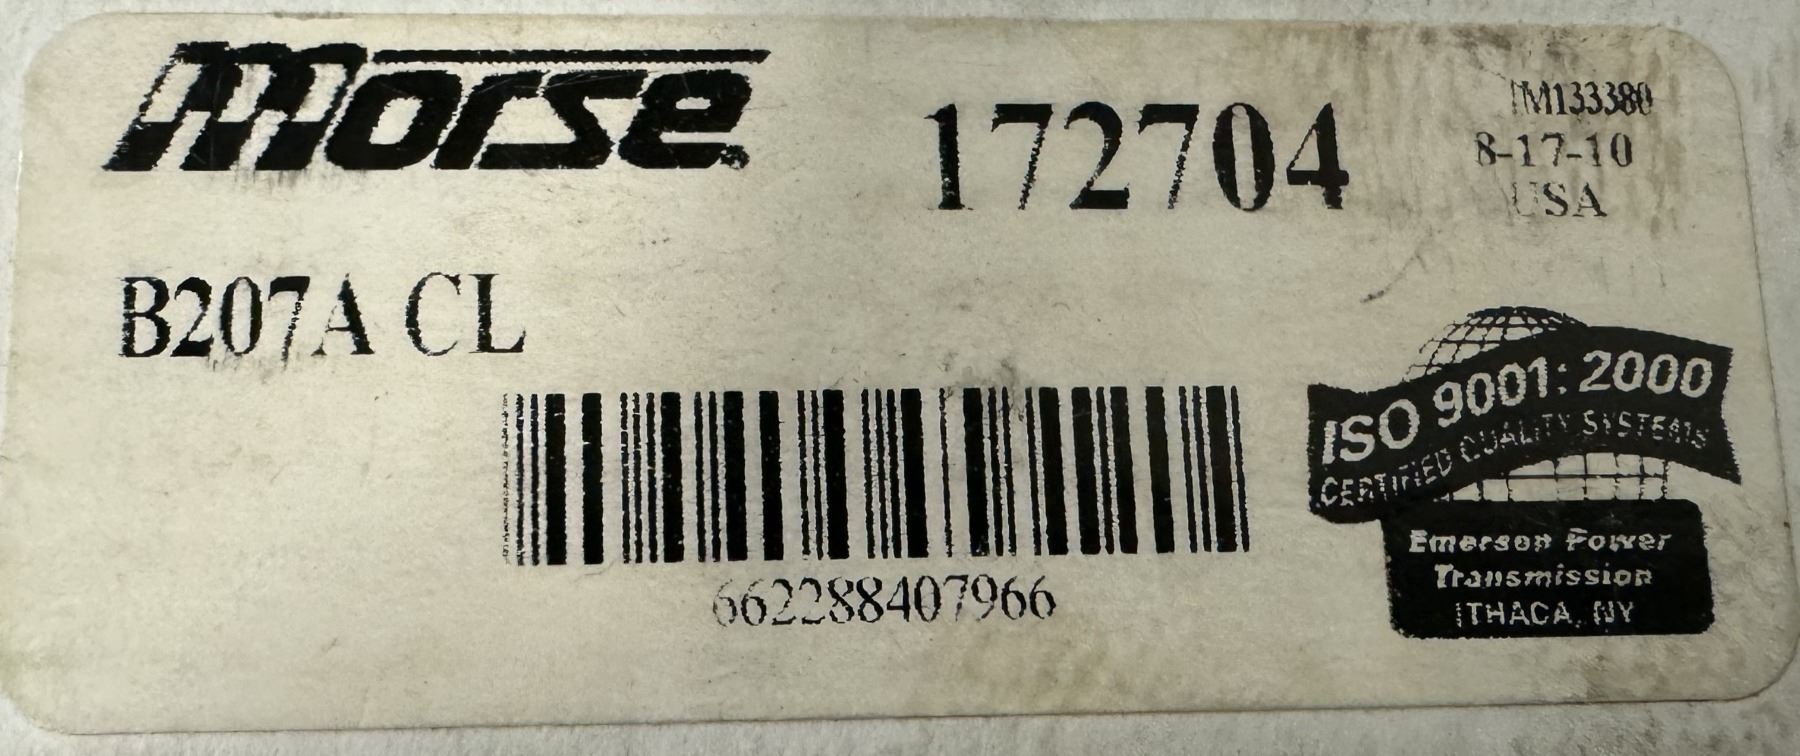 morse
172704
IM133380
8-17-10
USA
B207A CL
662288407966
ISO 9001:2000
CERTIFIED QUALITY SYSTEMS
Emerson Power
Transmission
ITHACA, NY